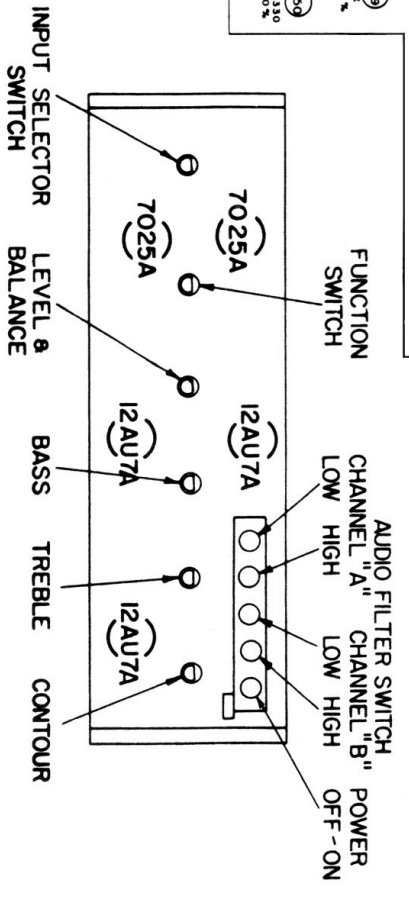 330
FUNCTION
SWITCH
AUDIO FILTER SWITCH
CHANNEL "A" CHANNEL "B" POWER
LOW HIGH LOW HIGH OFF-ON
7025A
7025A
12AU7A
12AU7A
12AU7A
INPUT SELECTOR
SWITCH
LEVEL &
BALANCE
BASS
TREBLE
CONTOUR